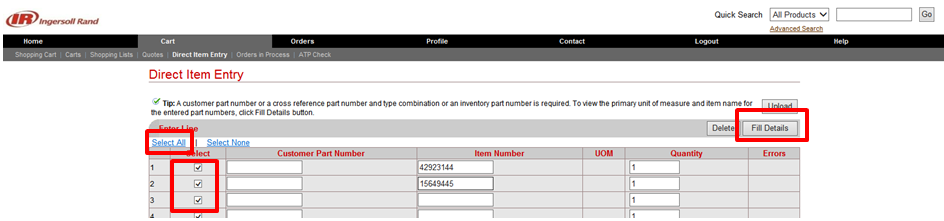 IR Ingersoll Rand
Quick Search All Products Go
Advanced Search
Home Cart Orders Profile Contact Logout Help
Shopping Cart | Carts | Shopping Lists | Quotes | Direct Item Entry | Orders in Process | ATP Check
Direct Item Entry
Tip: A customer part number or a cross reference part number and type combination or an inventory part number is required. To view the primary unit of measure and item name for
the entered part numbers, click Fill Details button.
Upload
Enter Line Delete Fill Details
Select All | Select None
Select Customer Part Number Item Number UOM Quantity Errors
1 42923144 1
2 15649445 1
3 1
4 1